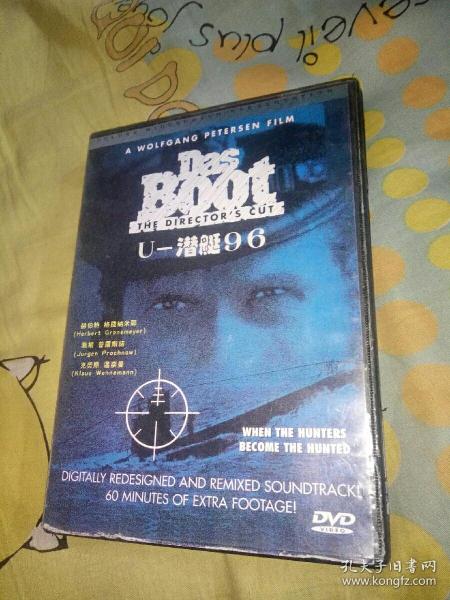 A WOLFGANG PETERSEN FILM
Das
Boot
THE DIRECTOR'S CUT
U-潜艇96
(Herbert Gronemeyer)
(Jurgen Prochnow)
(Klaus Wennemann)
WHEN THE HUNTERS
BECOME THE HUNTED
DIGITALLY REDESIGNED AND REMIXED SOUNDTRACK!
60 MINUTES OF EXTRA FOOTAGE!
DVD
VIDEO
孔夫子旧书网
www.kongfz.com